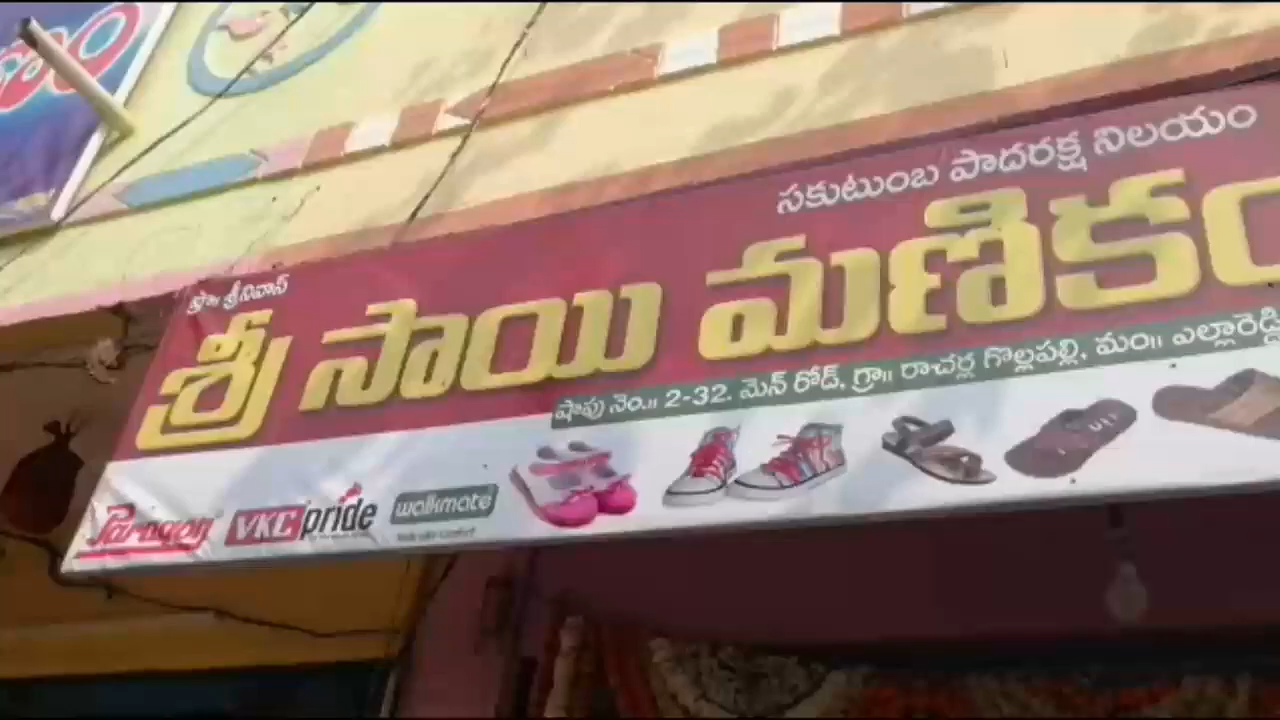 సకుటుంబ పాదరక్ష నిలయం
ప్రొ॥ శ్రీనివాస్
శ్రీ సాయి మణికం
షాపు నెం.॥ 2-32. మెన్ రోడ్, గ్రా॥ రాచర్ల గొల్లపల్లి, మం॥ ఎల్లారెడ్డి
Paragon VKC pride walkmate